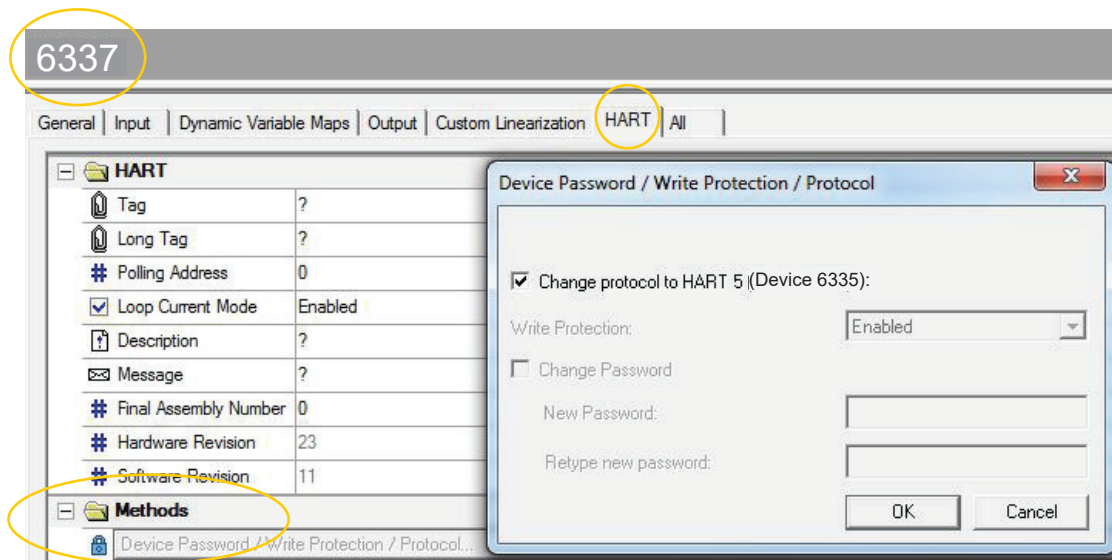 6337
General | Input | Dynamic Variable Maps | Output | Custom Linearization | HART | All |
HART
Tag ?
Long Tag ?
Polling Address 0
Loop Current Mode Enabled
Description ?
Message ?
Final Assembly Number 0
Hardware Revision 23
Software Revision 11
Methods
Device Password / Write Protection / Protocol...
Device Password / Write Protection / Protocol
Change protocol to HART 5 (Device 6335):
Write Protection: Enabled
Change Password
New Password:
Retype new password:
OK Cancel